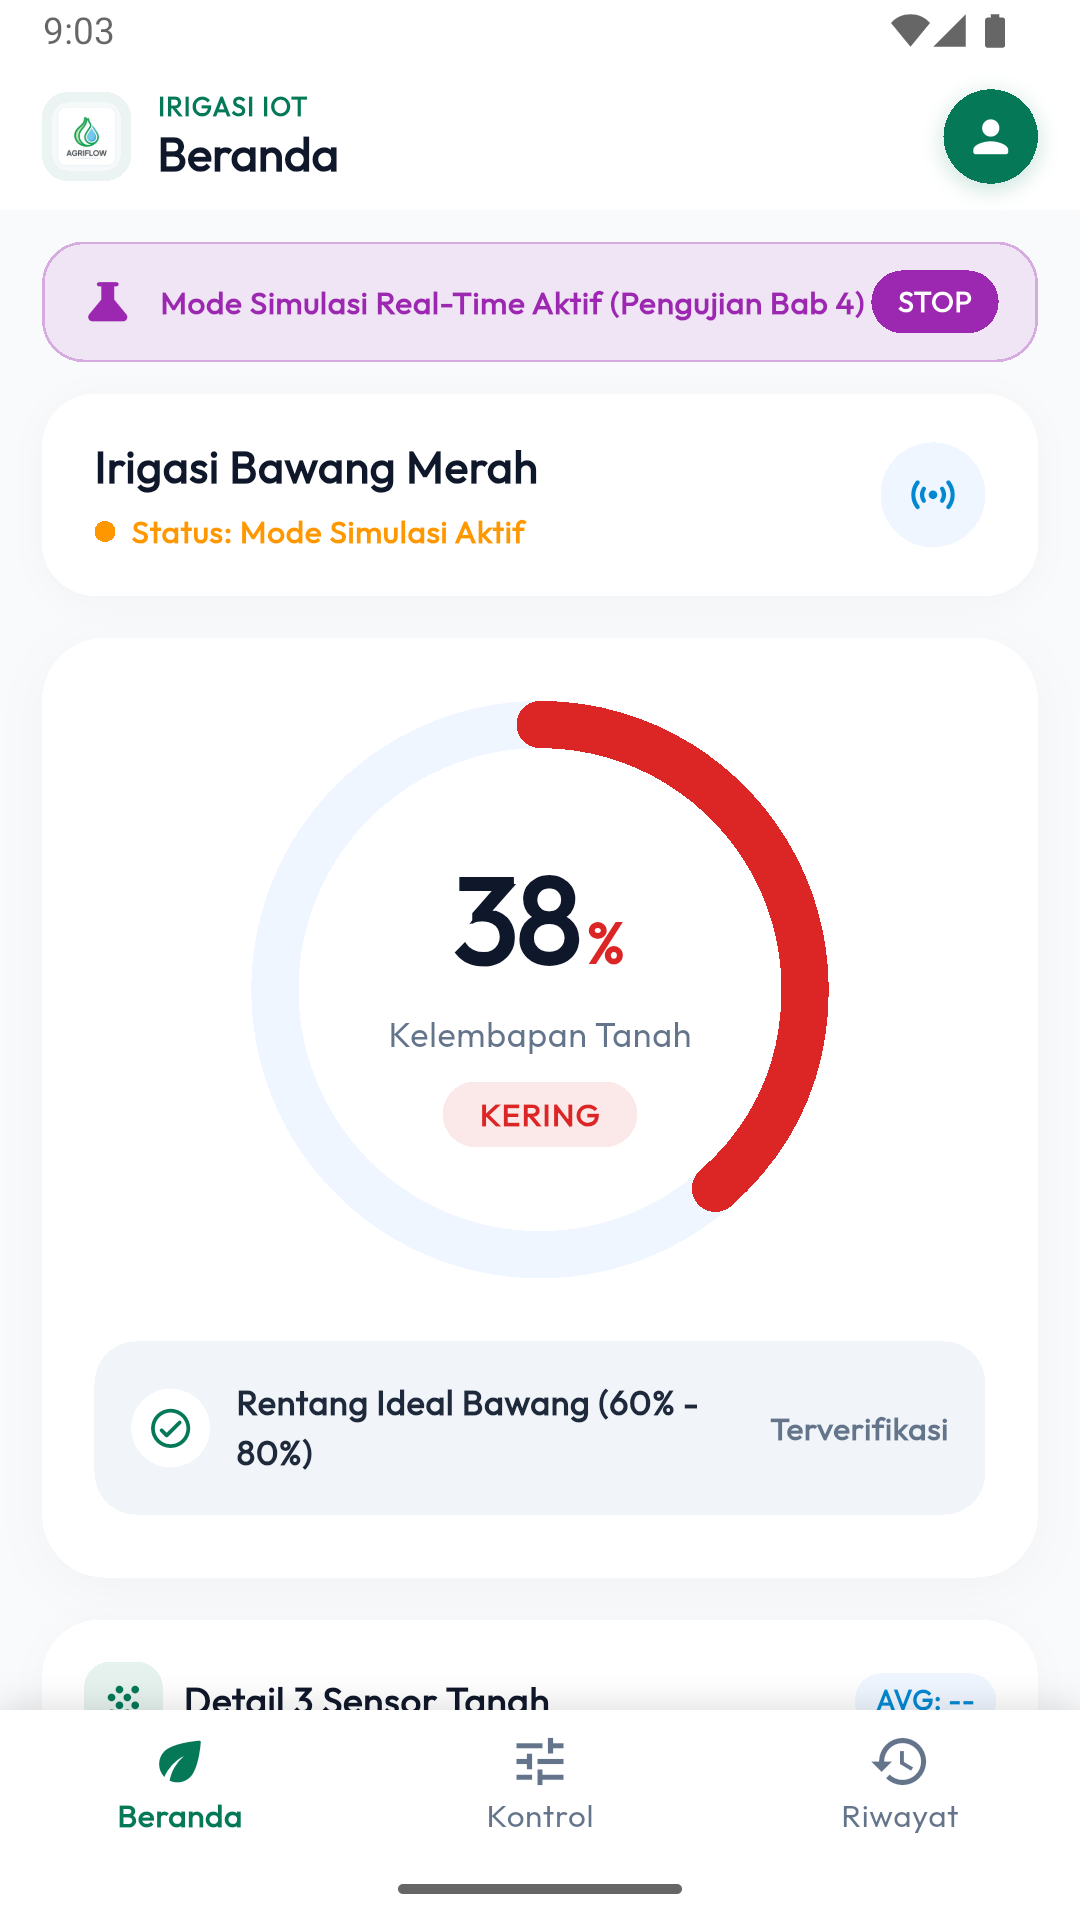 9:03
AGRIFLOW
IRIGASI IOT
Beranda
Mode Simulasi Real-Time Aktif (Pengujian Bab 4)
STOP
Irigasi Bawang Merah
Status: Mode Simulasi Aktif
38%
Kelembapan Tanah
KERING
Rentang Ideal Bawang (60% -
80%)
Terverifikasi
Detail 3 Sensor Tanah
AVG: --
Beranda
Kontrol
Riwayat